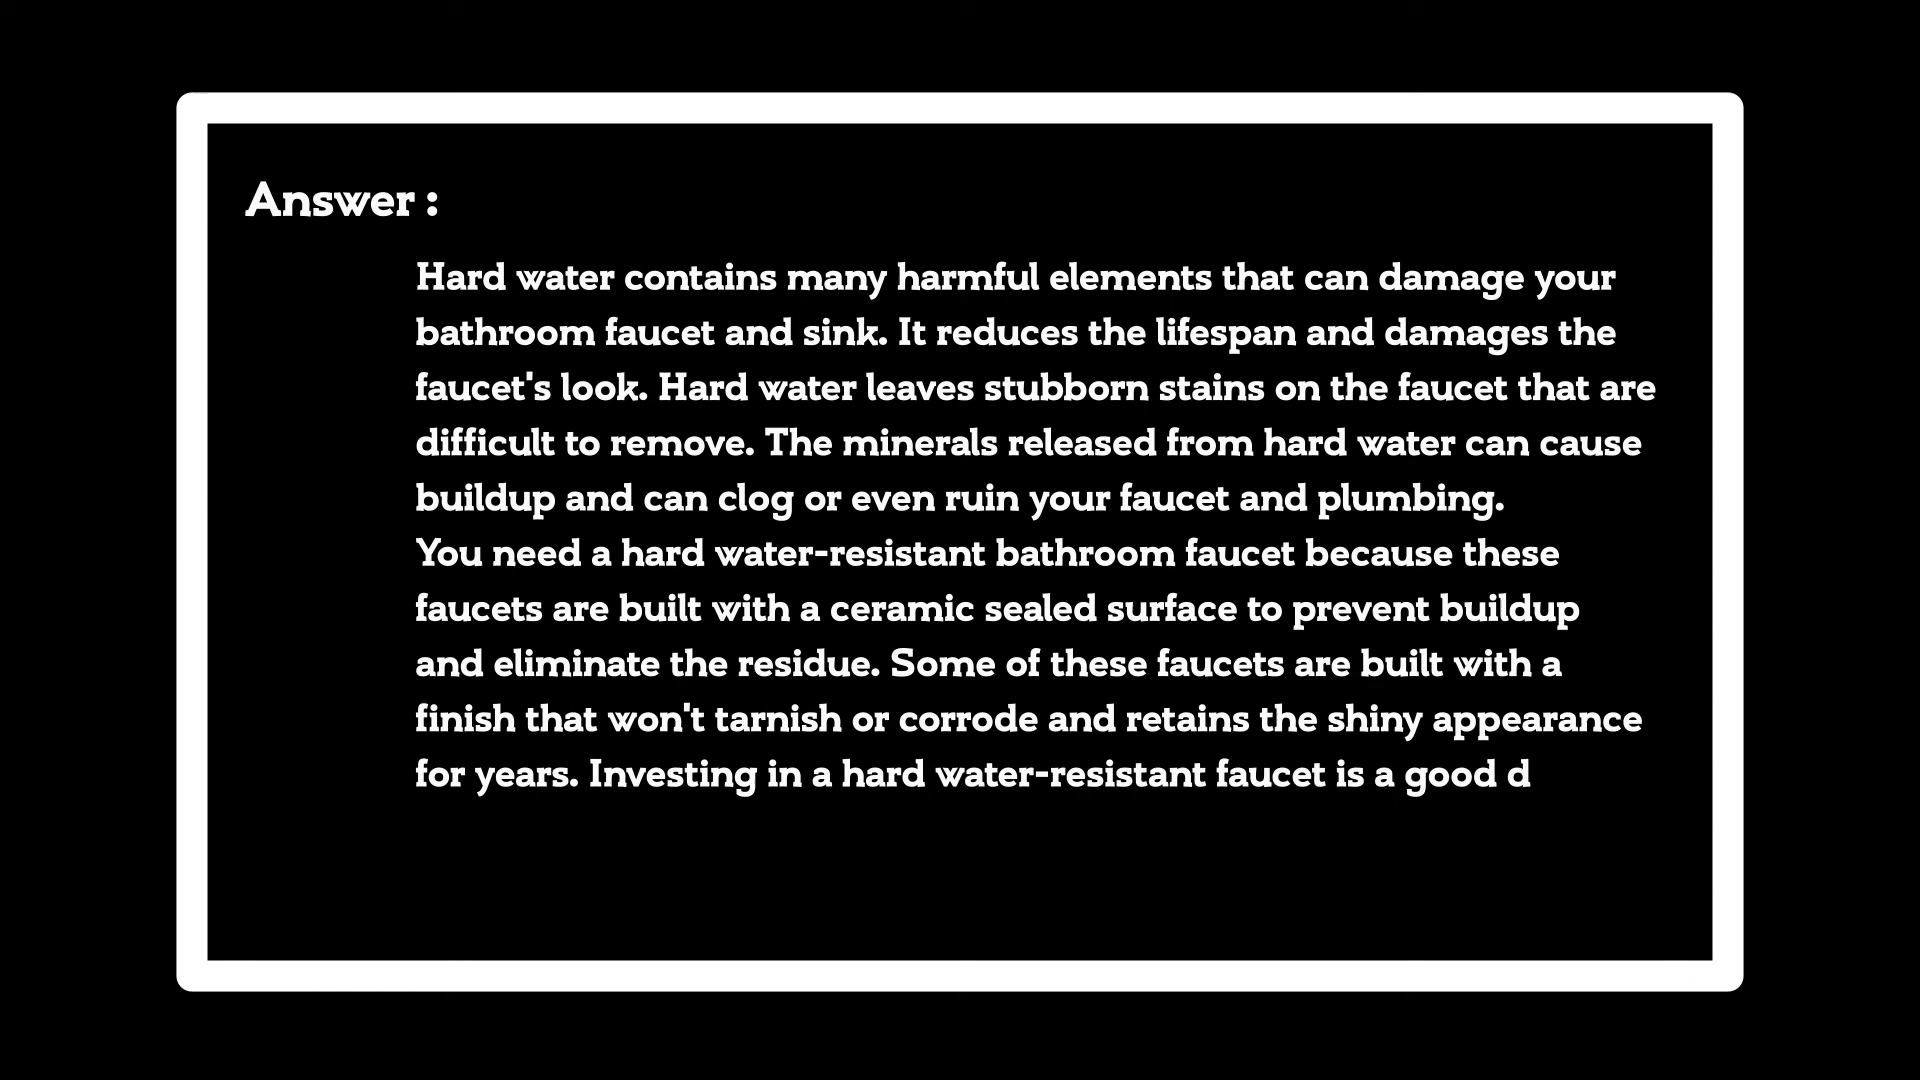 Answer :
Hard water contains many harmful elements that can damage your
bathroom faucet and sink. It reduces the lifespan and damages the
faucet's look. Hard water leaves stubborn stains on the faucet that are
difficult to remove. The minerals released from hard water can cause
buildup and can clog or even ruin your faucet and plumbing.
You need a hard water-resistant bathroom faucet because these
faucets are built with a ceramic sealed surface to prevent buildup
and eliminate the residue. Some of these faucets are built with a
finish that won't tarnish or corrode and retains the shiny appearance
for years. Investing in a hard water-resistant faucet is a good d